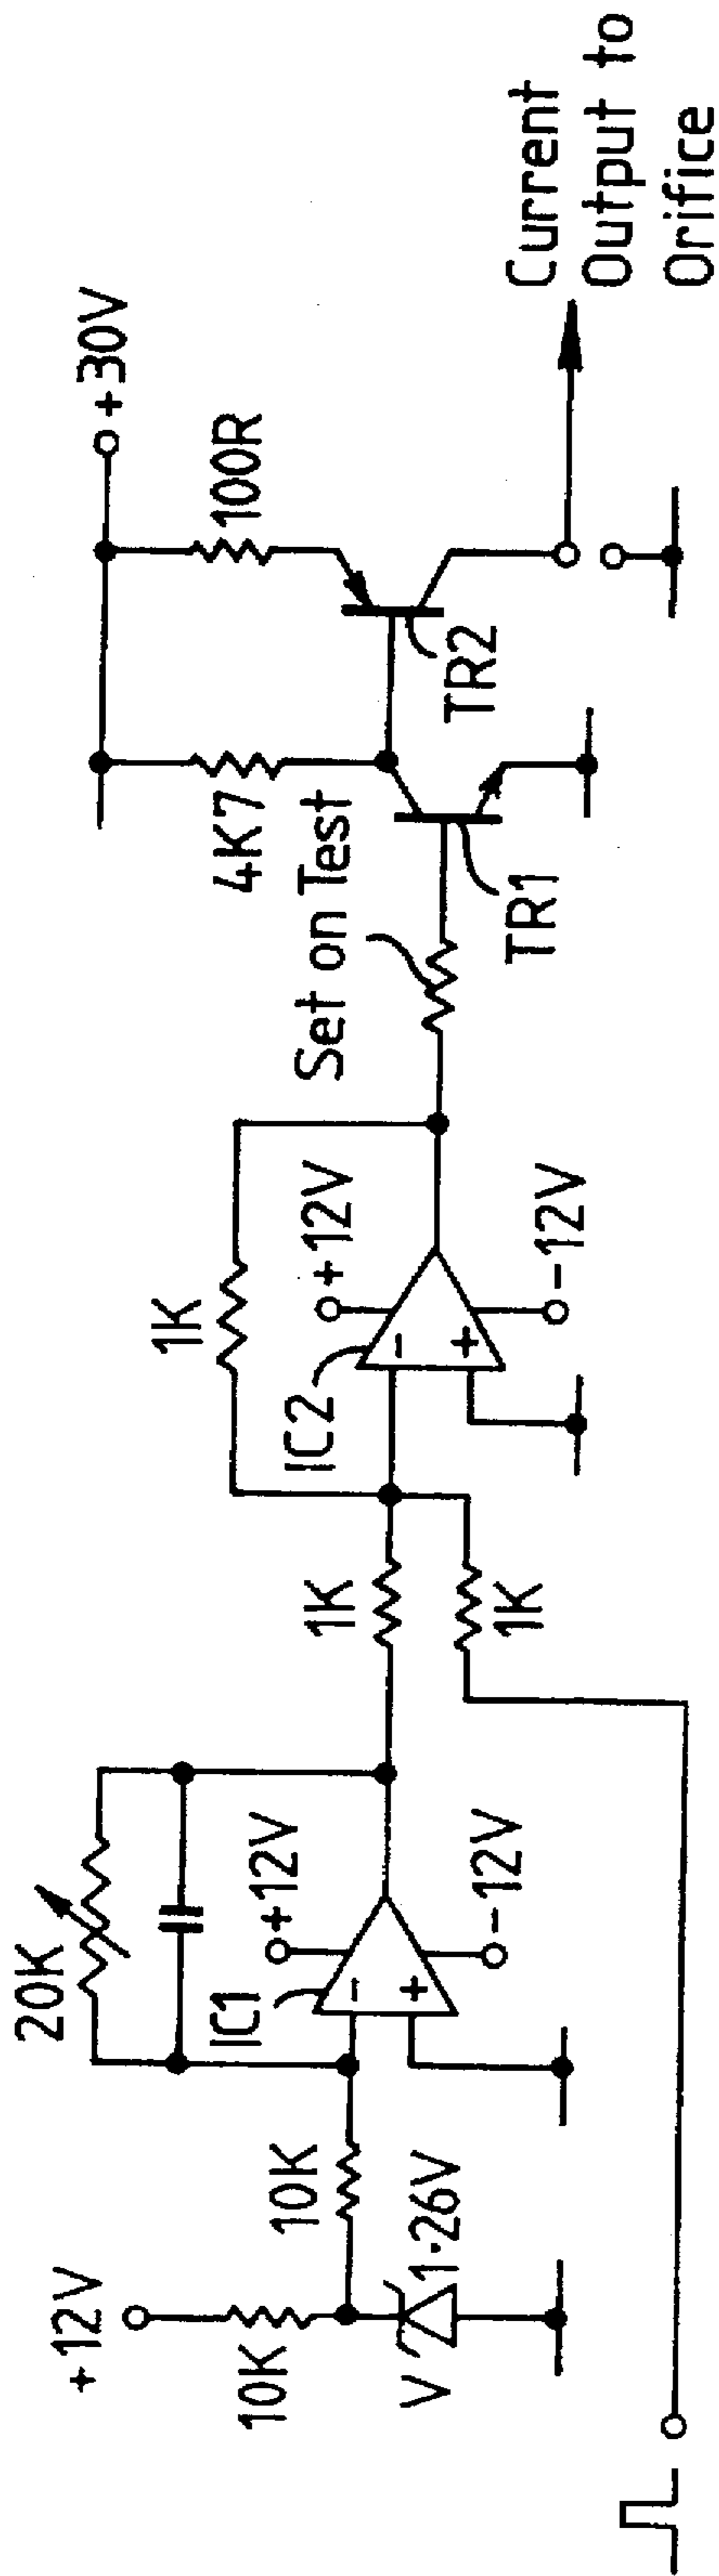 +12V
10K
10K
V
1·26V
20K
IC1
+12V
-12V
1K
1K
1K
IC2
+12V
-12V
Set on Test
4K7
TR1
100R
TR2
+30V
Current
Output to
Orifice